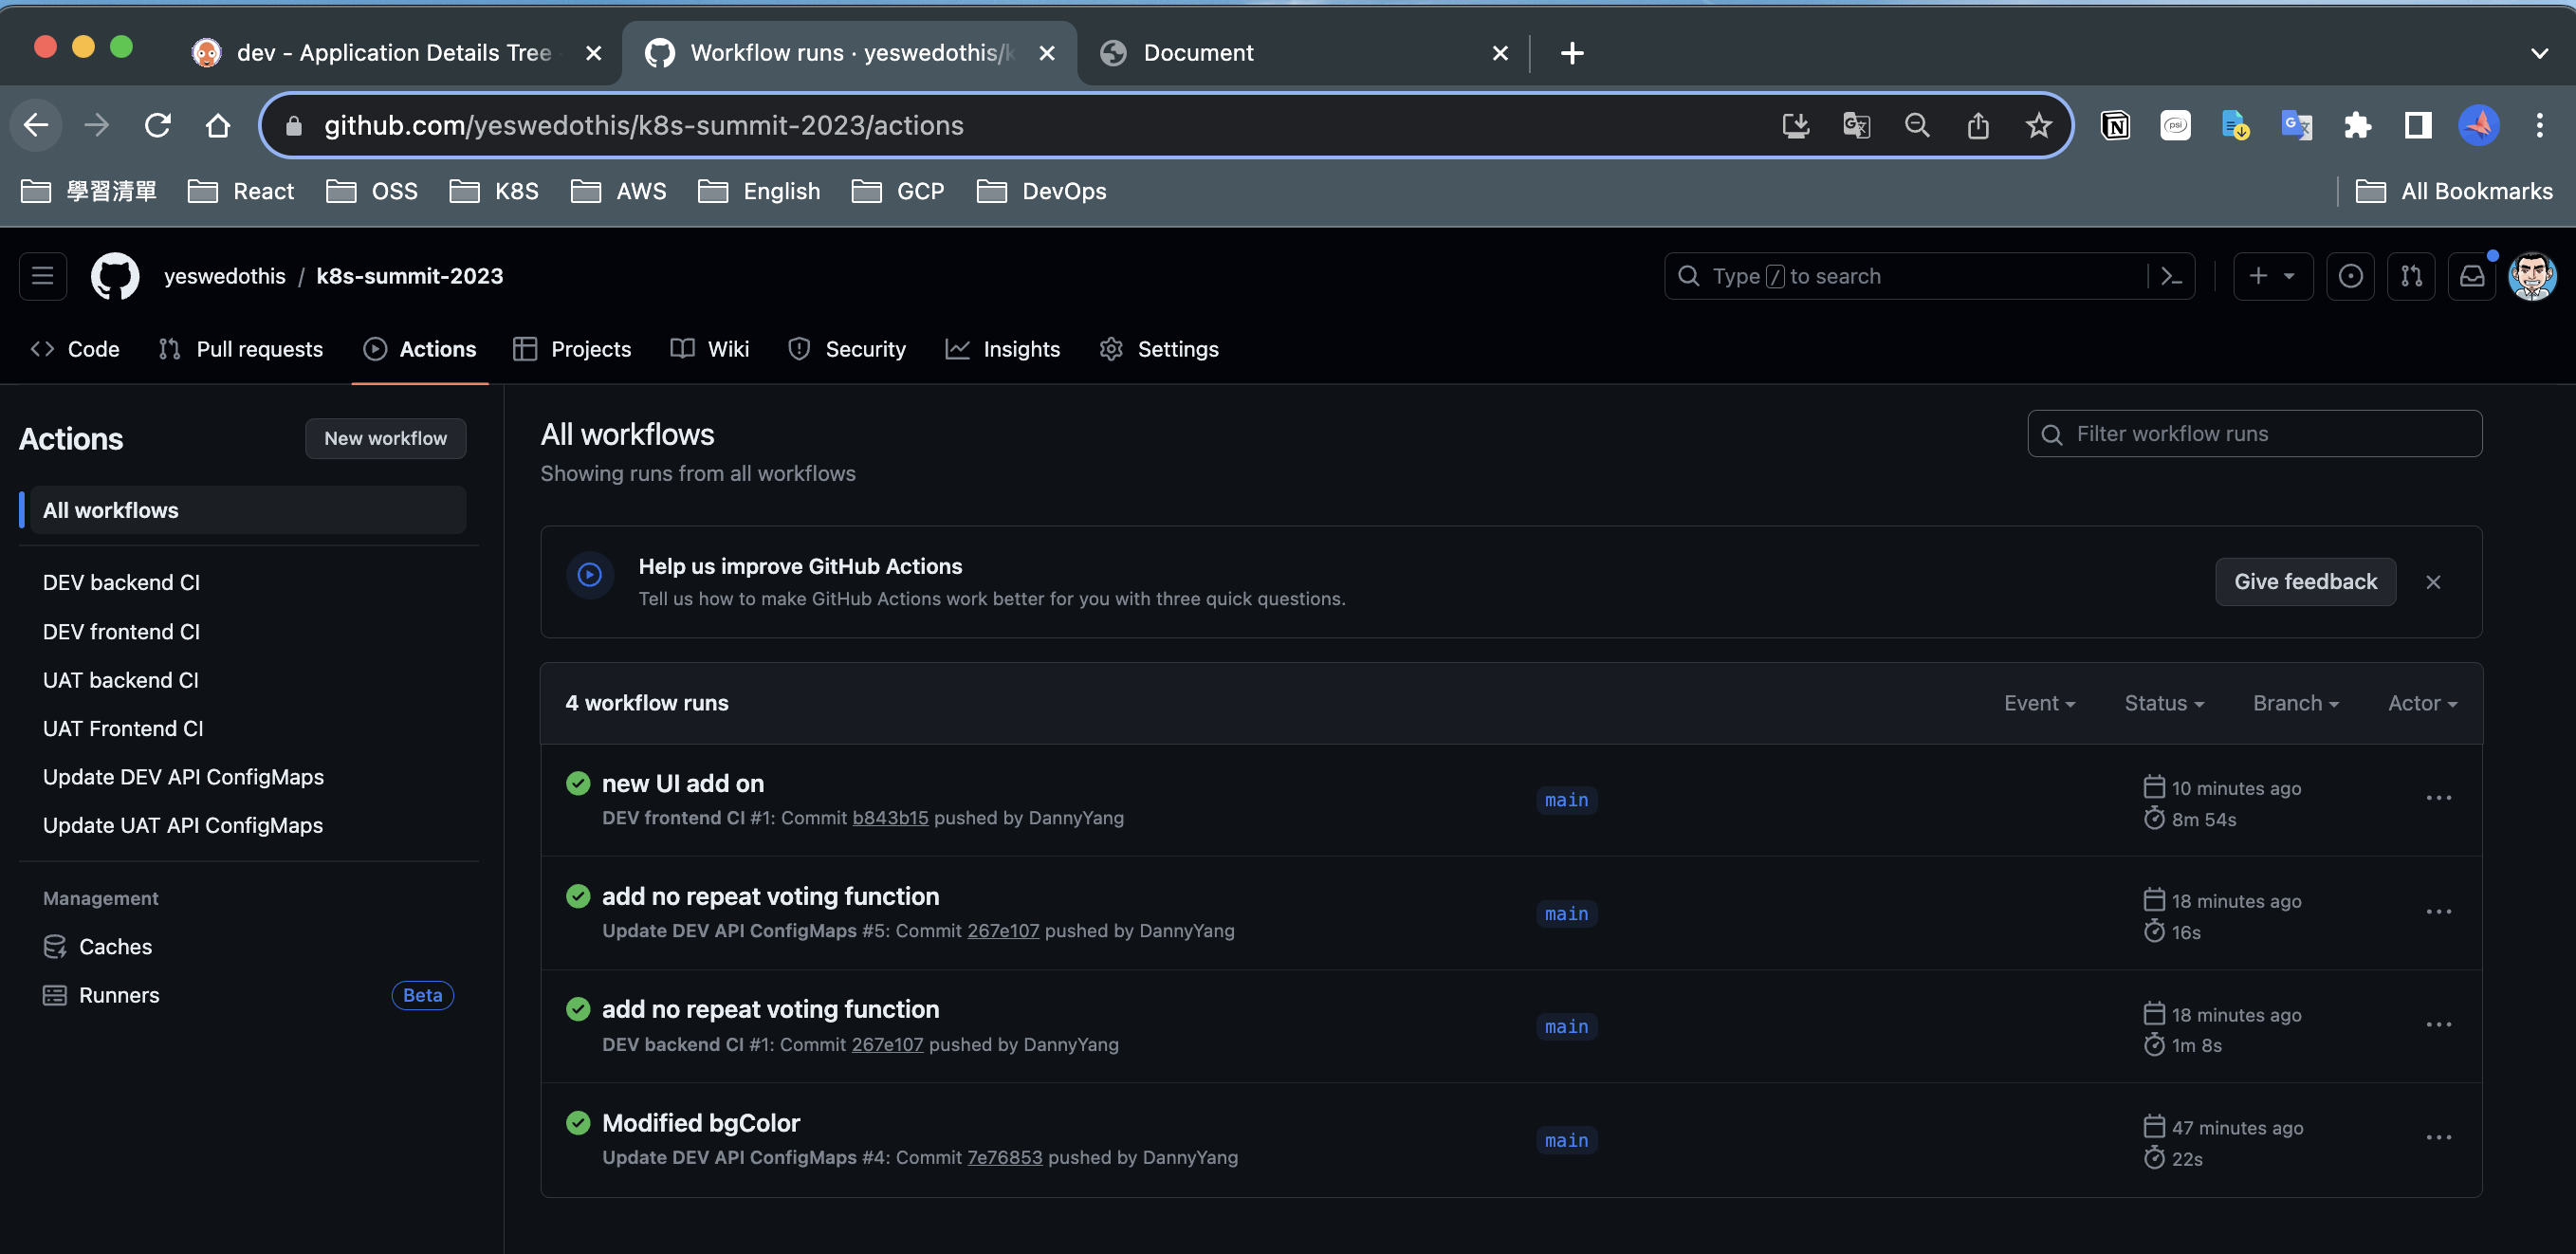 dev - Application Details Tree
Workflow runs · yeswedothis/k
Document
github.com/yeswedothis/k8s-summit-2023/actions
學習清單
React
OSS
K8S
AWS
English
GCP
DevOps
All Bookmarks
yeswedothis / k8s-summit-2023
Type / to search
Code
Pull requests
Actions
Projects
Wiki
Security
Insights
Settings
Actions
New workflow
All workflows
DEV backend CI
DEV frontend CI
UAT backend CI
UAT Frontend CI
Update DEV API ConfigMaps
Update UAT API ConfigMaps
Management
Caches
Runners
Beta
All workflows
Showing runs from all workflows
Filter workflow runs
Help us improve GitHub Actions
Tell us how to make GitHub Actions work better for you with three quick questions.
Give feedback
4 workflow runs
Event
Status
Branch
Actor
new UI add on
DEV frontend CI #1: Commit b843b15 pushed by DannyYang
main
10 minutes ago
8m 54s
add no repeat voting function
Update DEV API ConfigMaps #5: Commit 267e107 pushed by DannyYang
main
18 minutes ago
16s
add no repeat voting function
DEV backend CI #1: Commit 267e107 pushed by DannyYang
main
18 minutes ago
1m 8s
Modified bgColor
Update DEV API ConfigMaps #4: Commit 7e76853 pushed by DannyYang
main
47 minutes ago
22s